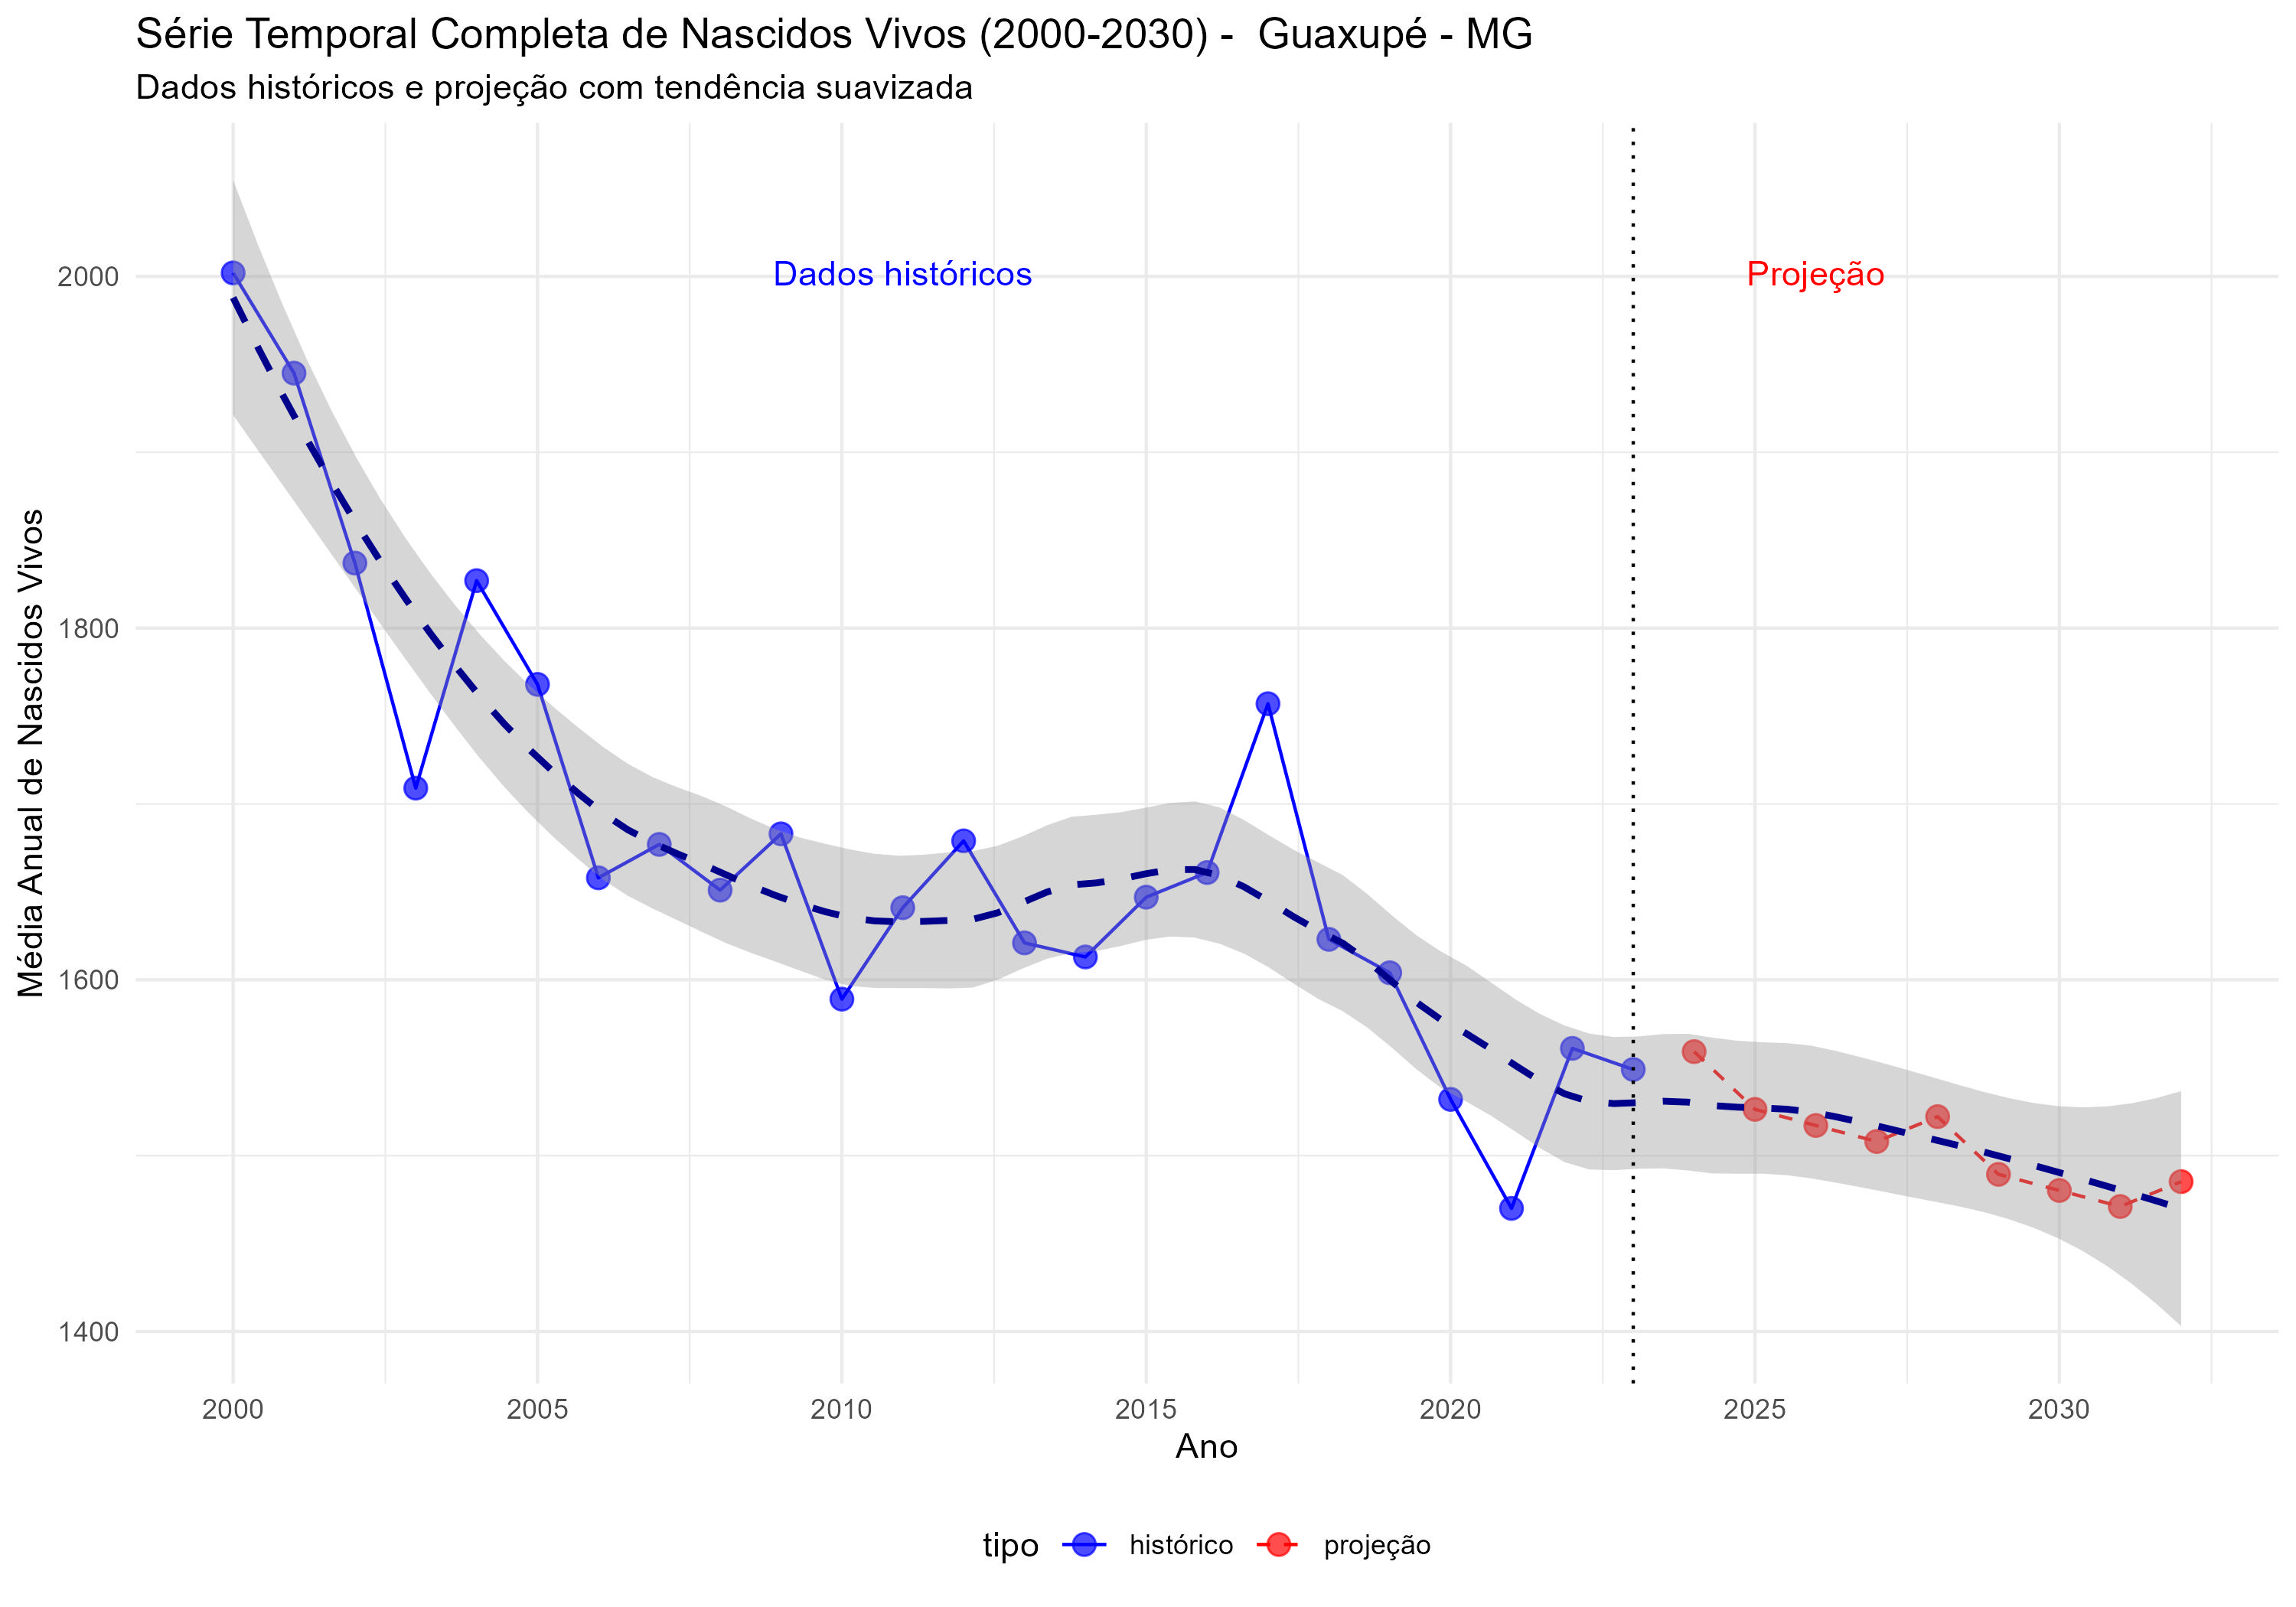 Série Temporal Completa de Nascidos Vivos (2000-2030) -  Guaxupé - MG
Dados históricos e projeção com tendência suavizada
Média Anual de Nascidos Vivos
2000
1800
1600
1400
Dados históricos
Projeção
2000 2005 2010 2015 2020 2025 2030
Ano
tipo histórico projeção